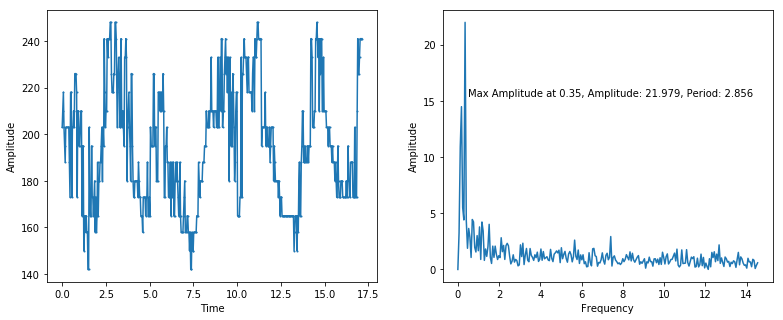 240
220
200
180
160
140
Amplitude
0.0 2.5 5.0 7.5 10.0 12.5 15.0 17.5
Time
20
15
10
5
0
Amplitude
Max Amplitude at 0.35, Amplitude: 21.979, Period: 2.856
0 2 4 6 8 10 12 14
Frequency